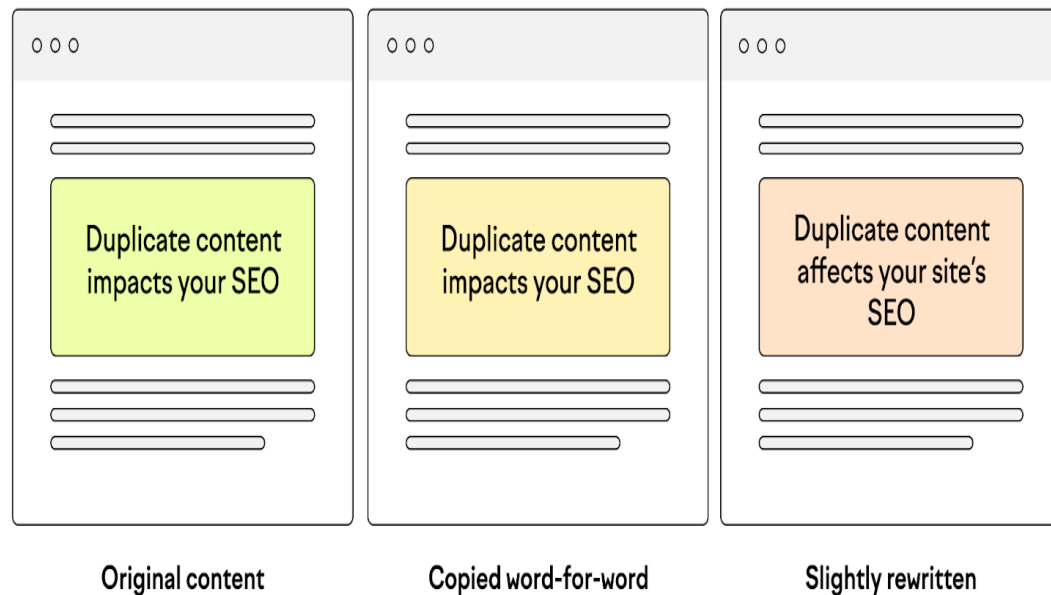 Duplicate content
impacts your SEO
Duplicate content
impacts your SEO
Duplicate content
affects your site's
SEO
Original content
Copied word-for-word
Slightly rewritten